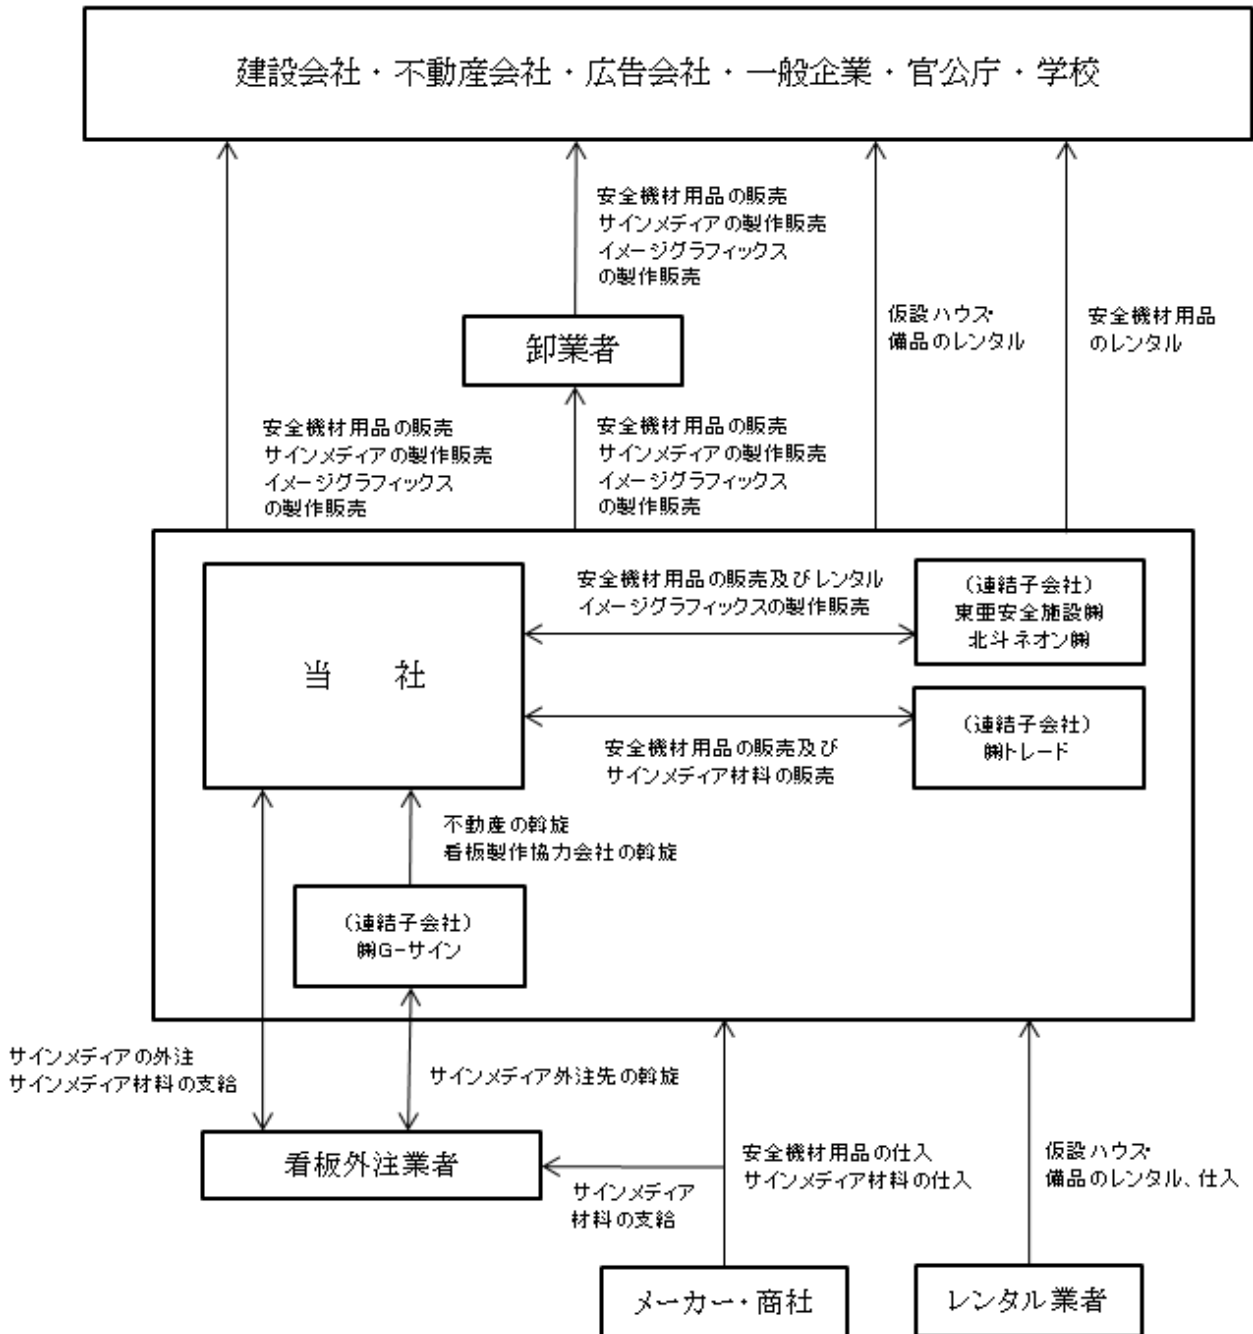 建設会社・不動産会社・広告会社・一般企業・官公庁・学校
安全機材用品の販売
サインメディアの製作販売
イメージグラフィックス
の製作販売
卸業者
仮設ハウス・
備品のレンタル
安全機材用品
のレンタル
安全機材用品の販売
サインメディアの製作販売
イメージグラフィックス
の製作販売
安全機材用品の販売
サインメディアの製作販売
イメージグラフィックス
の製作販売
当　社
安全機材用品の販売及びレンタル
イメージグラフィックスの製作販売
（連結子会社）
東亜安全施設㈱
北斗ネオン㈱
安全機材用品の販売及び
サインメディア材料の販売
（連結子会社）
㈱トレード
不動産の斡旋
看板製作協力会社の斡旋
（連結子会社）
㈱G-サイン
サインメディアの外注
サインメディア材料の支給
サインメディア外注先の斡旋
看板外注業者
サインメディア
材料の支給
安全機材用品の仕入
サインメディア材料の仕入
仮設ハウス・
備品のレンタル、仕入
メーカー・商社
レンタル業者